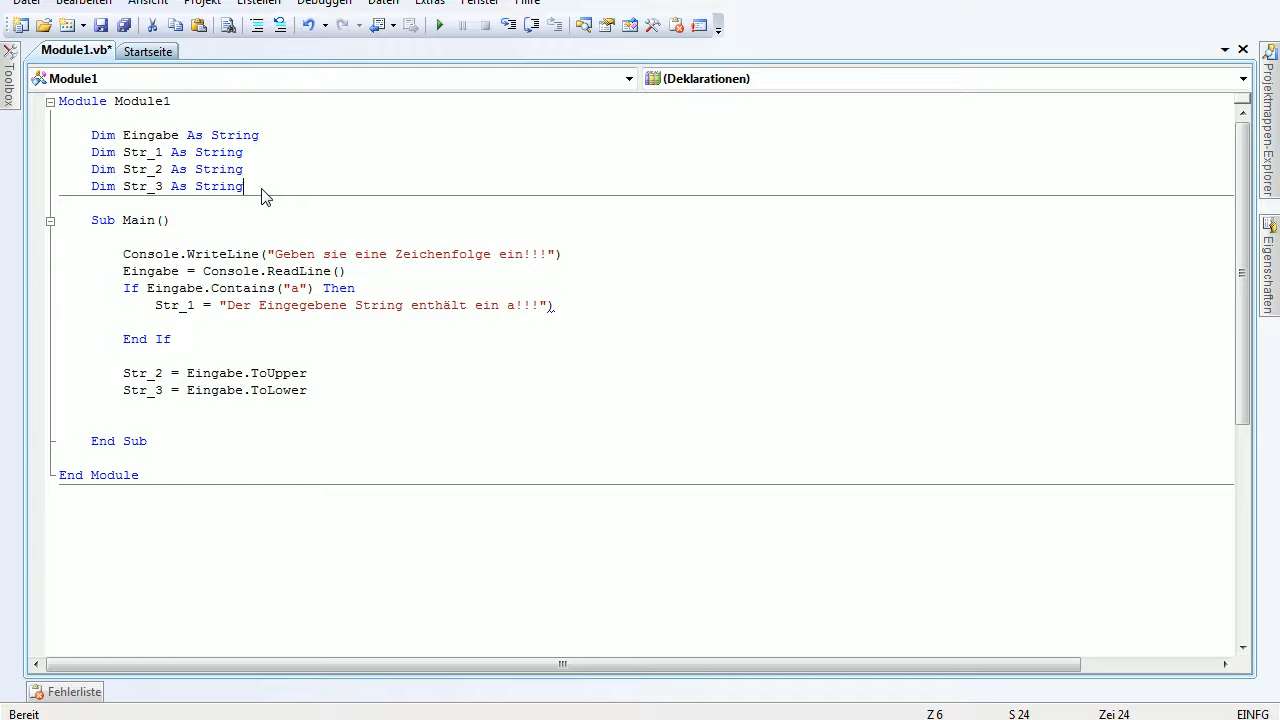 Datei Bearbeiten Ansicht Projekt Erstellen Debuggen Daten Extras Fenster Hilfe
Module1.vb* Startseite
Toolbox
Module1 (Deklarationen)
Module Module1
Dim Eingabe As String
Dim Str_1 As String
Dim Str_2 As String
Dim Str_3 As String
Sub Main()
Console.WriteLine("Geben sie eine Zeichenfolge ein!!!")
Eingabe = Console.ReadLine()
If Eingabe.Contains("a") Then
Str_1 = "Der Eingegebene String enthält ein a!!!")
End If
Str_2 = Eingabe.ToUpper
Str_3 = Eingabe.ToLower
End Sub
End Module
Projektmappen-Explorer
Eigenschaften
Fehlerliste
Bereit Z 6 S 24 Zei 24 EINFG